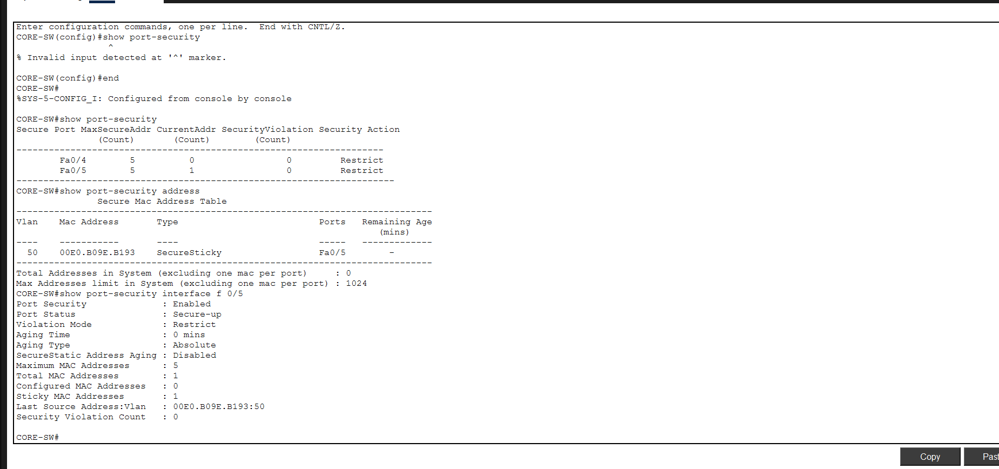 Enter configuration commands, one per line.  End with CNTL/Z.
CORE-SW(config)#show port-security
^
% Invalid input detected at '^' marker.
CORE-SW(config)#end
CORE-SW#
%SYS-5-CONFIG_I: Configured from console by console
CORE-SW#show port-security
Secure Port MaxSecureAddr CurrentAddr SecurityViolation Security Action
(Count) (Count) (Count)
-----------------------------------------------------------------------
Fa0/4 5 0 0 Restrict
Fa0/5 5 1 0 Restrict
-----------------------------------------------------------------------
CORE-SW#show port-security address
Secure Mac Address Table
-----------------------------------------------------------------------------
Vlan Mac Address Type Ports Remaining Age
(mins)
---- ----------- ---- ----- -------------
50 00E0.B09E.B193 SecureSticky Fa0/5 -
-----------------------------------------------------------------------------
Total Addresses in System (excluding one mac per port) : 0
Max Addresses limit in System (excluding one mac per port) : 1024
CORE-SW#show port-security interface f 0/5
Port Security : Enabled
Port Status : Secure-up
Violation Mode : Restrict
Aging Time : 0 mins
Aging Type : Absolute
SecureStatic Address Aging : Disabled
Maximum MAC Addresses : 5
Total MAC Addresses : 1
Configured MAC Addresses : 0
Sticky MAC Addresses : 1
Last Source Address:Vlan : 00E0.B09E.B193:50
Security Violation Count : 0
CORE-SW#
Copy